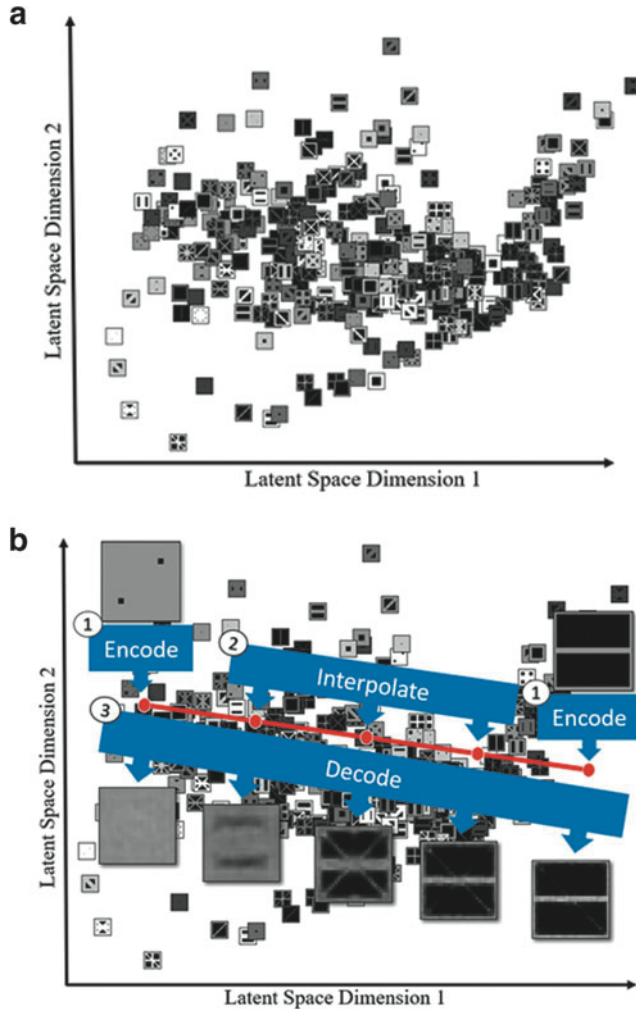 a
Latent Space Dimension 2
Latent Space Dimension 1
b
Latent Space Dimension 2
1
Encode
2
Interpolate
1
Encode
3
Decode
Latent Space Dimension 1